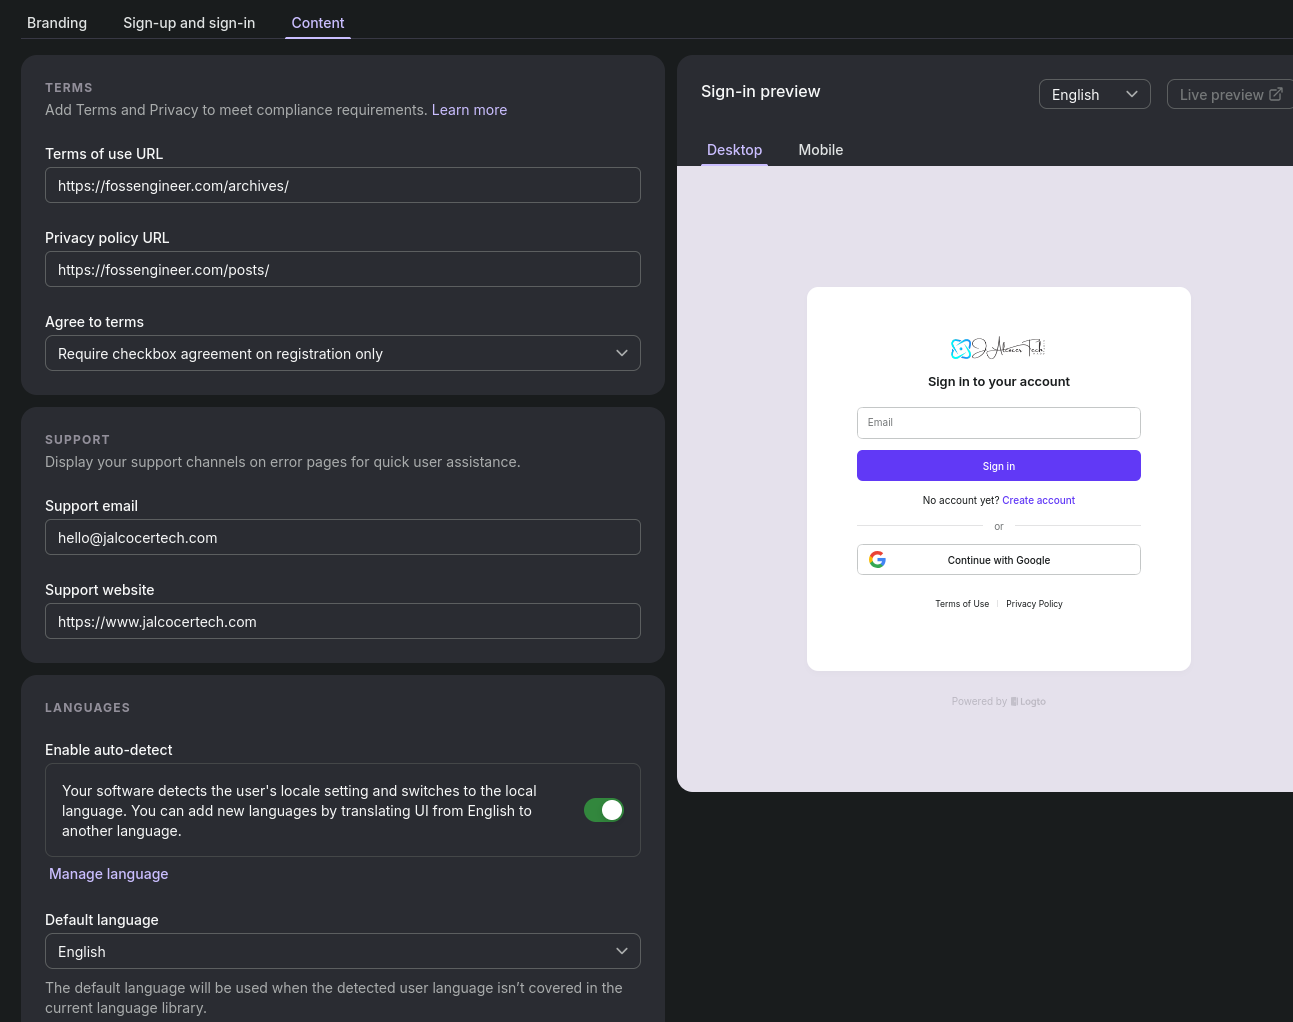 Branding
Sign-up and sign-in
Content
TERMS
Add Terms and Privacy to meet compliance requirements. Learn more
Terms of use URL
https://fossengineer.com/archives/
Privacy policy URL
https://fossengineer.com/posts/
Agree to terms
Require checkbox agreement on registration only
SUPPORT
Display your support channels on error pages for quick user assistance.
Support email
hello@jalcocertech.com
Support website
https://www.jalcocertech.com
LANGUAGES
Enable auto-detect
Your software detects the user's locale setting and switches to the local
language. You can add new languages by translating UI from English to
another language.
Manage language
Default language
English
The default language will be used when the detected user language isn’t covered in the
current language library.
Sign-in preview
English
Live preview
Desktop
Mobile
J Alcocer Tech
Sign in to your account
Email
Sign in
No account yet? Create account
or
Continue with Google
Terms of Use
Privacy Policy
Powered by Logto